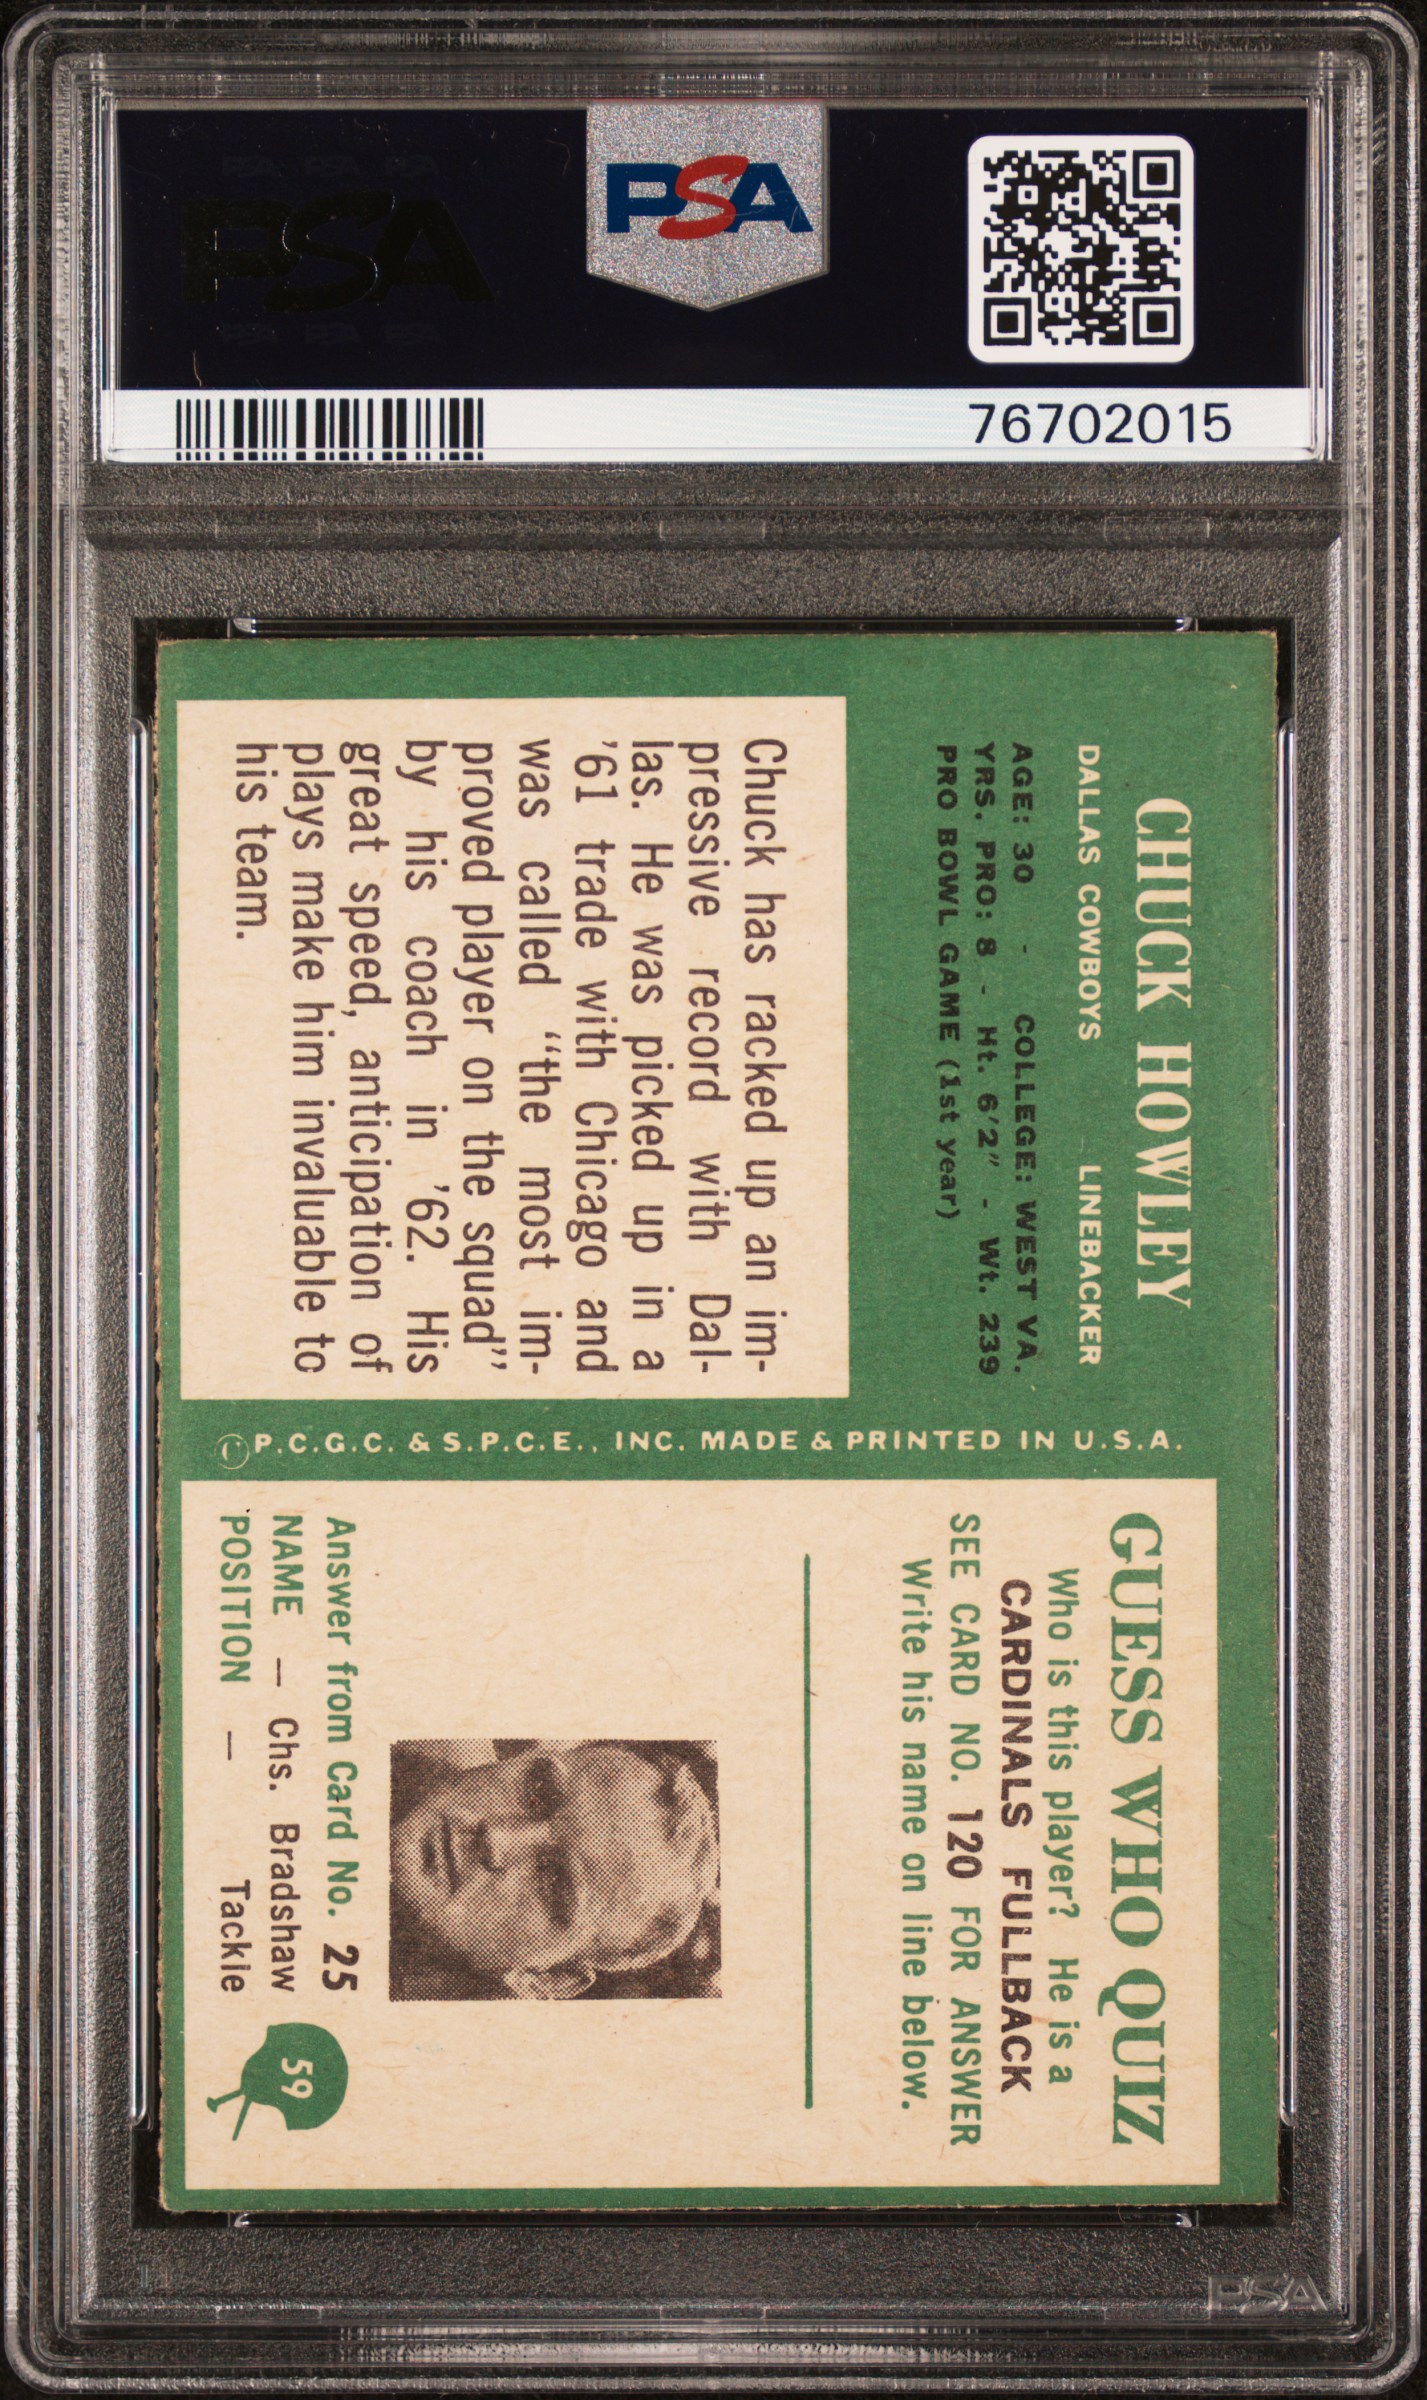 PSA
PSA
76702015
CHUCK HOWLEY
DALLAS COWBOYS LINEBACKER
AGE: 30 - COLLEGE: WEST VA.
YRS. PRO: 8 - Ht. 6'2" - Wt. 239
PRO BOWL GAME (1st year)
Chuck has racked up an im-
pressive record with Dal-
las. He was picked up in a
'61 trade with Chicago and
was called "the most im-
proved player on the squad"
by his coach in '62. His
great speed, anticipation of
plays make him invaluable to
his team.
©P.C.G.C. & S.P.C.E., INC. MADE & PRINTED IN U.S.A.
GUESS WHO QUIZ
Who is this player? He is a
CARDINALS FULLBACK
SEE CARD NO. 120 FOR ANSWER
Write his name on line below.
Answer from Card No. 25
NAME — Chs. Bradshaw
POSITION — Tackle
59
PSA